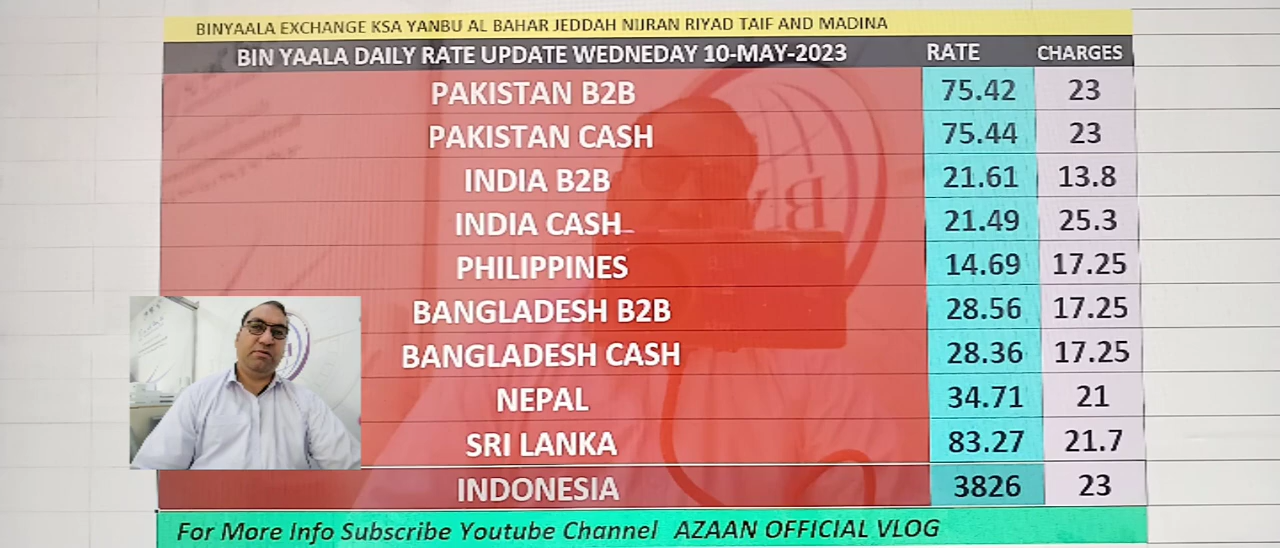 BINYAALA EXCHANGE KSA YANBU AL BAHAR JEDDAH NIJRAN RIYAD TAIF AND MADINA
BIN YAALA DAILY RATE UPDATE WEDNEDAY 10-MAY-2023 RATE CHARGES
PAKISTAN B2B 75.42 23
PAKISTAN CASH 75.44 23
INDIA B2B 21.61 13.8
INDIA CASH 21.49 25.3
PHILIPPINES 14.69 17.25
BANGLADESH B2B 28.56 17.25
BANGLADESH CASH 28.36 17.25
NEPAL 34.71 21
SRI LANKA 83.27 21.7
INDONESIA 3826 23
For More Info Subscribe Youtube Channel AZAAN OFFICIAL VLOG